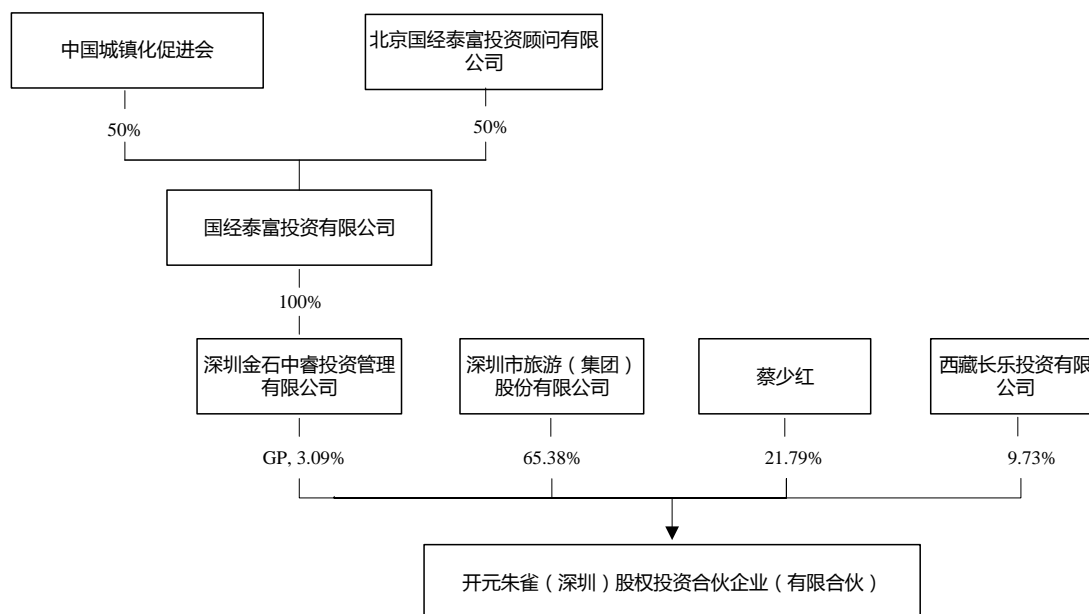 中国城镇化促进会
北京国经泰富投资顾问有限
公司
50%
50%
国经泰富投资有限公司
100%
深圳金石中睿投资管理
有限公司
深圳市旅游（集团）
股份有限公司
蔡少红
西藏长乐投资有限
公司
GP, 3.09%
65.38%
21.79%
9.73%
开元朱雀（深圳）股权投资合伙企业（有限合伙）